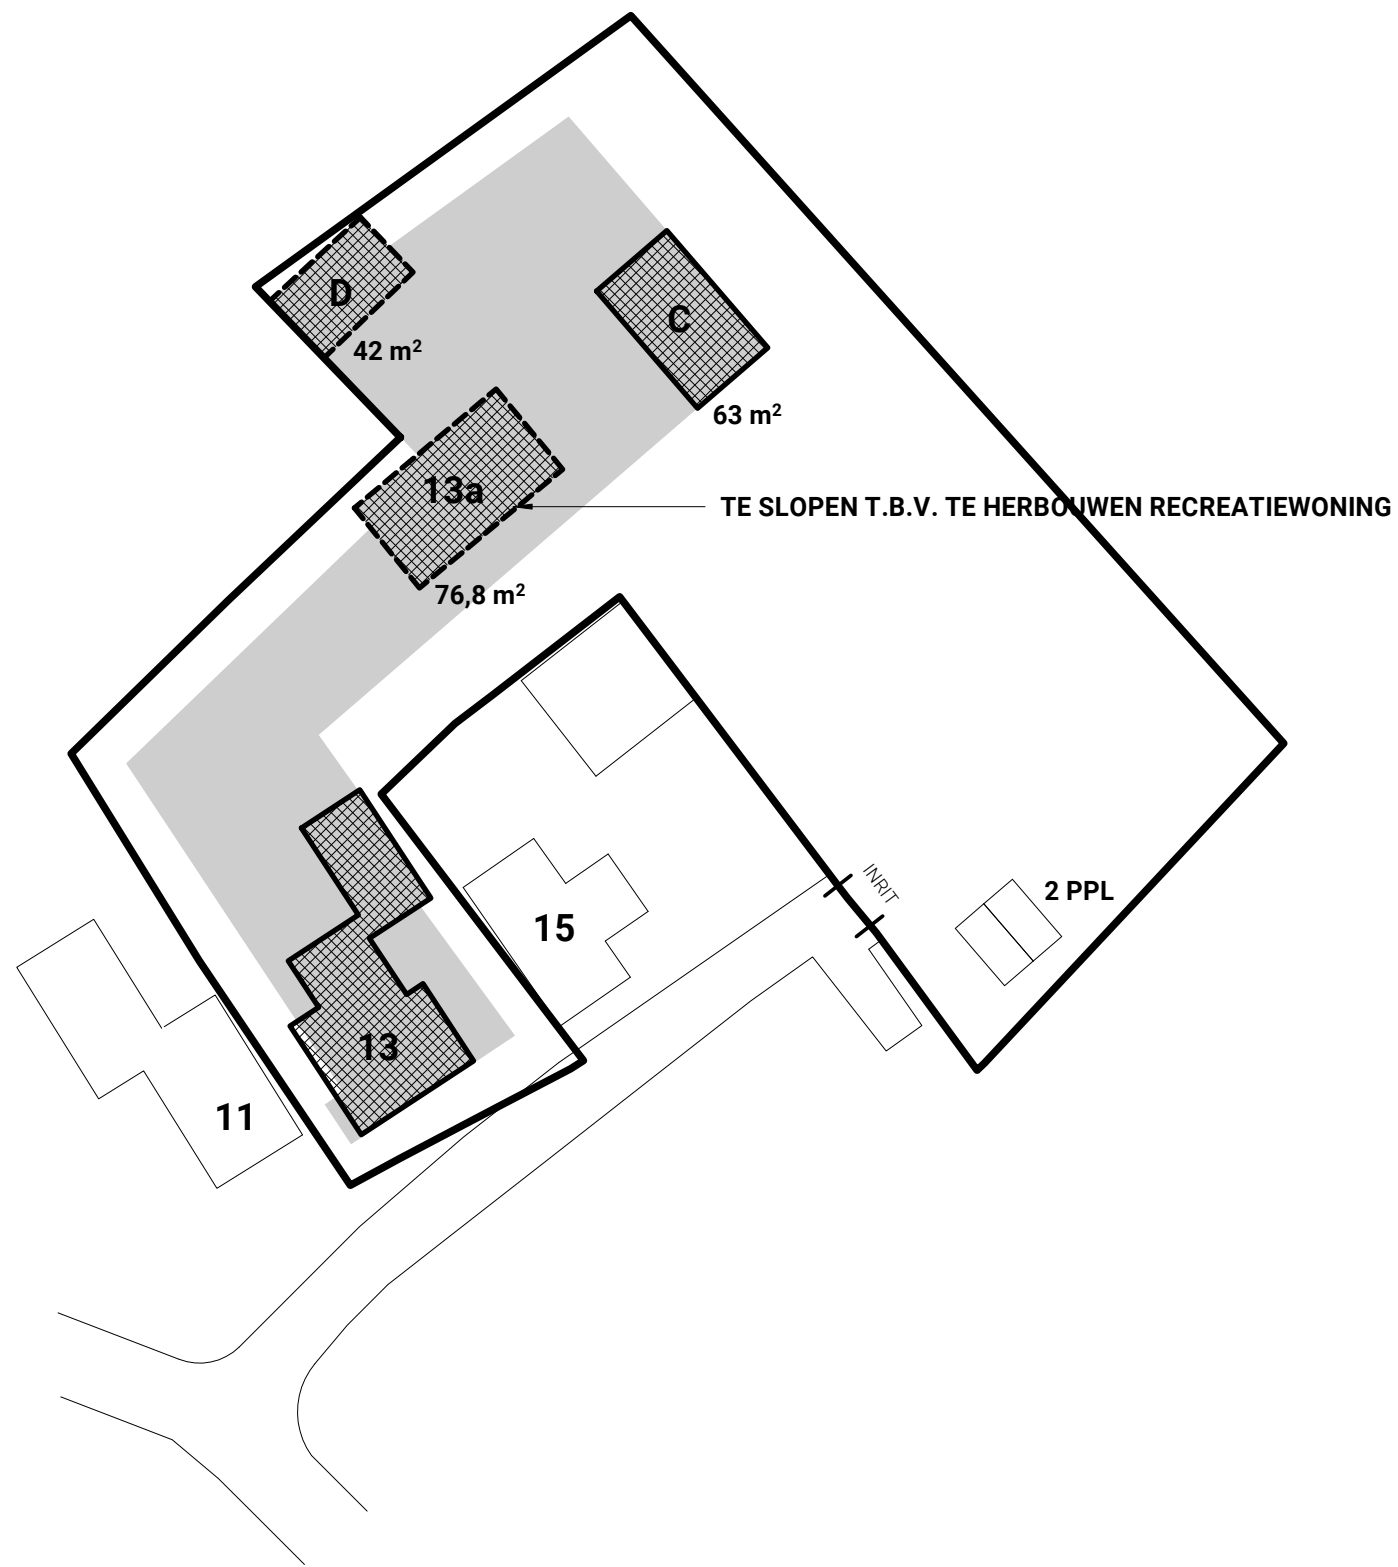 D
42 m²
C
63 m²
13a
TE SLOPEN T.B.V. TE HERBOUWEN RECREATIEWONING
76,8 m²
INRIT
2 PPL
15
13
11